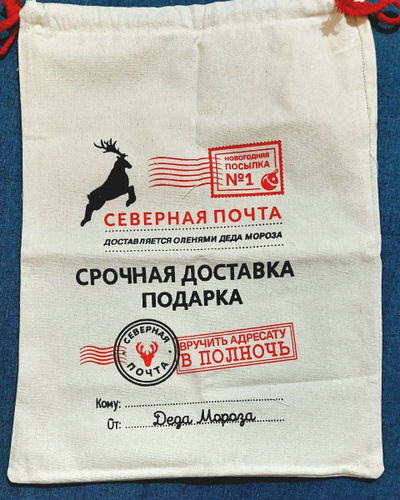 НОВОГОДНЯЯ
ПОСЫЛКА
№1
СЕВЕРНАЯ ПОЧТА
ДОСТАВЛЯЕТСЯ ОЛЕНЯМИ ДЕДА МОРОЗА
СРОЧНАЯ ДОСТАВКА
ПОДАРКА
СЕВЕРНАЯ
ПОЧТА
ВРУЧИТЬ АДРЕСАТУ
В ПОЛНОЧЬ
Кому:
От: Деда Мороза